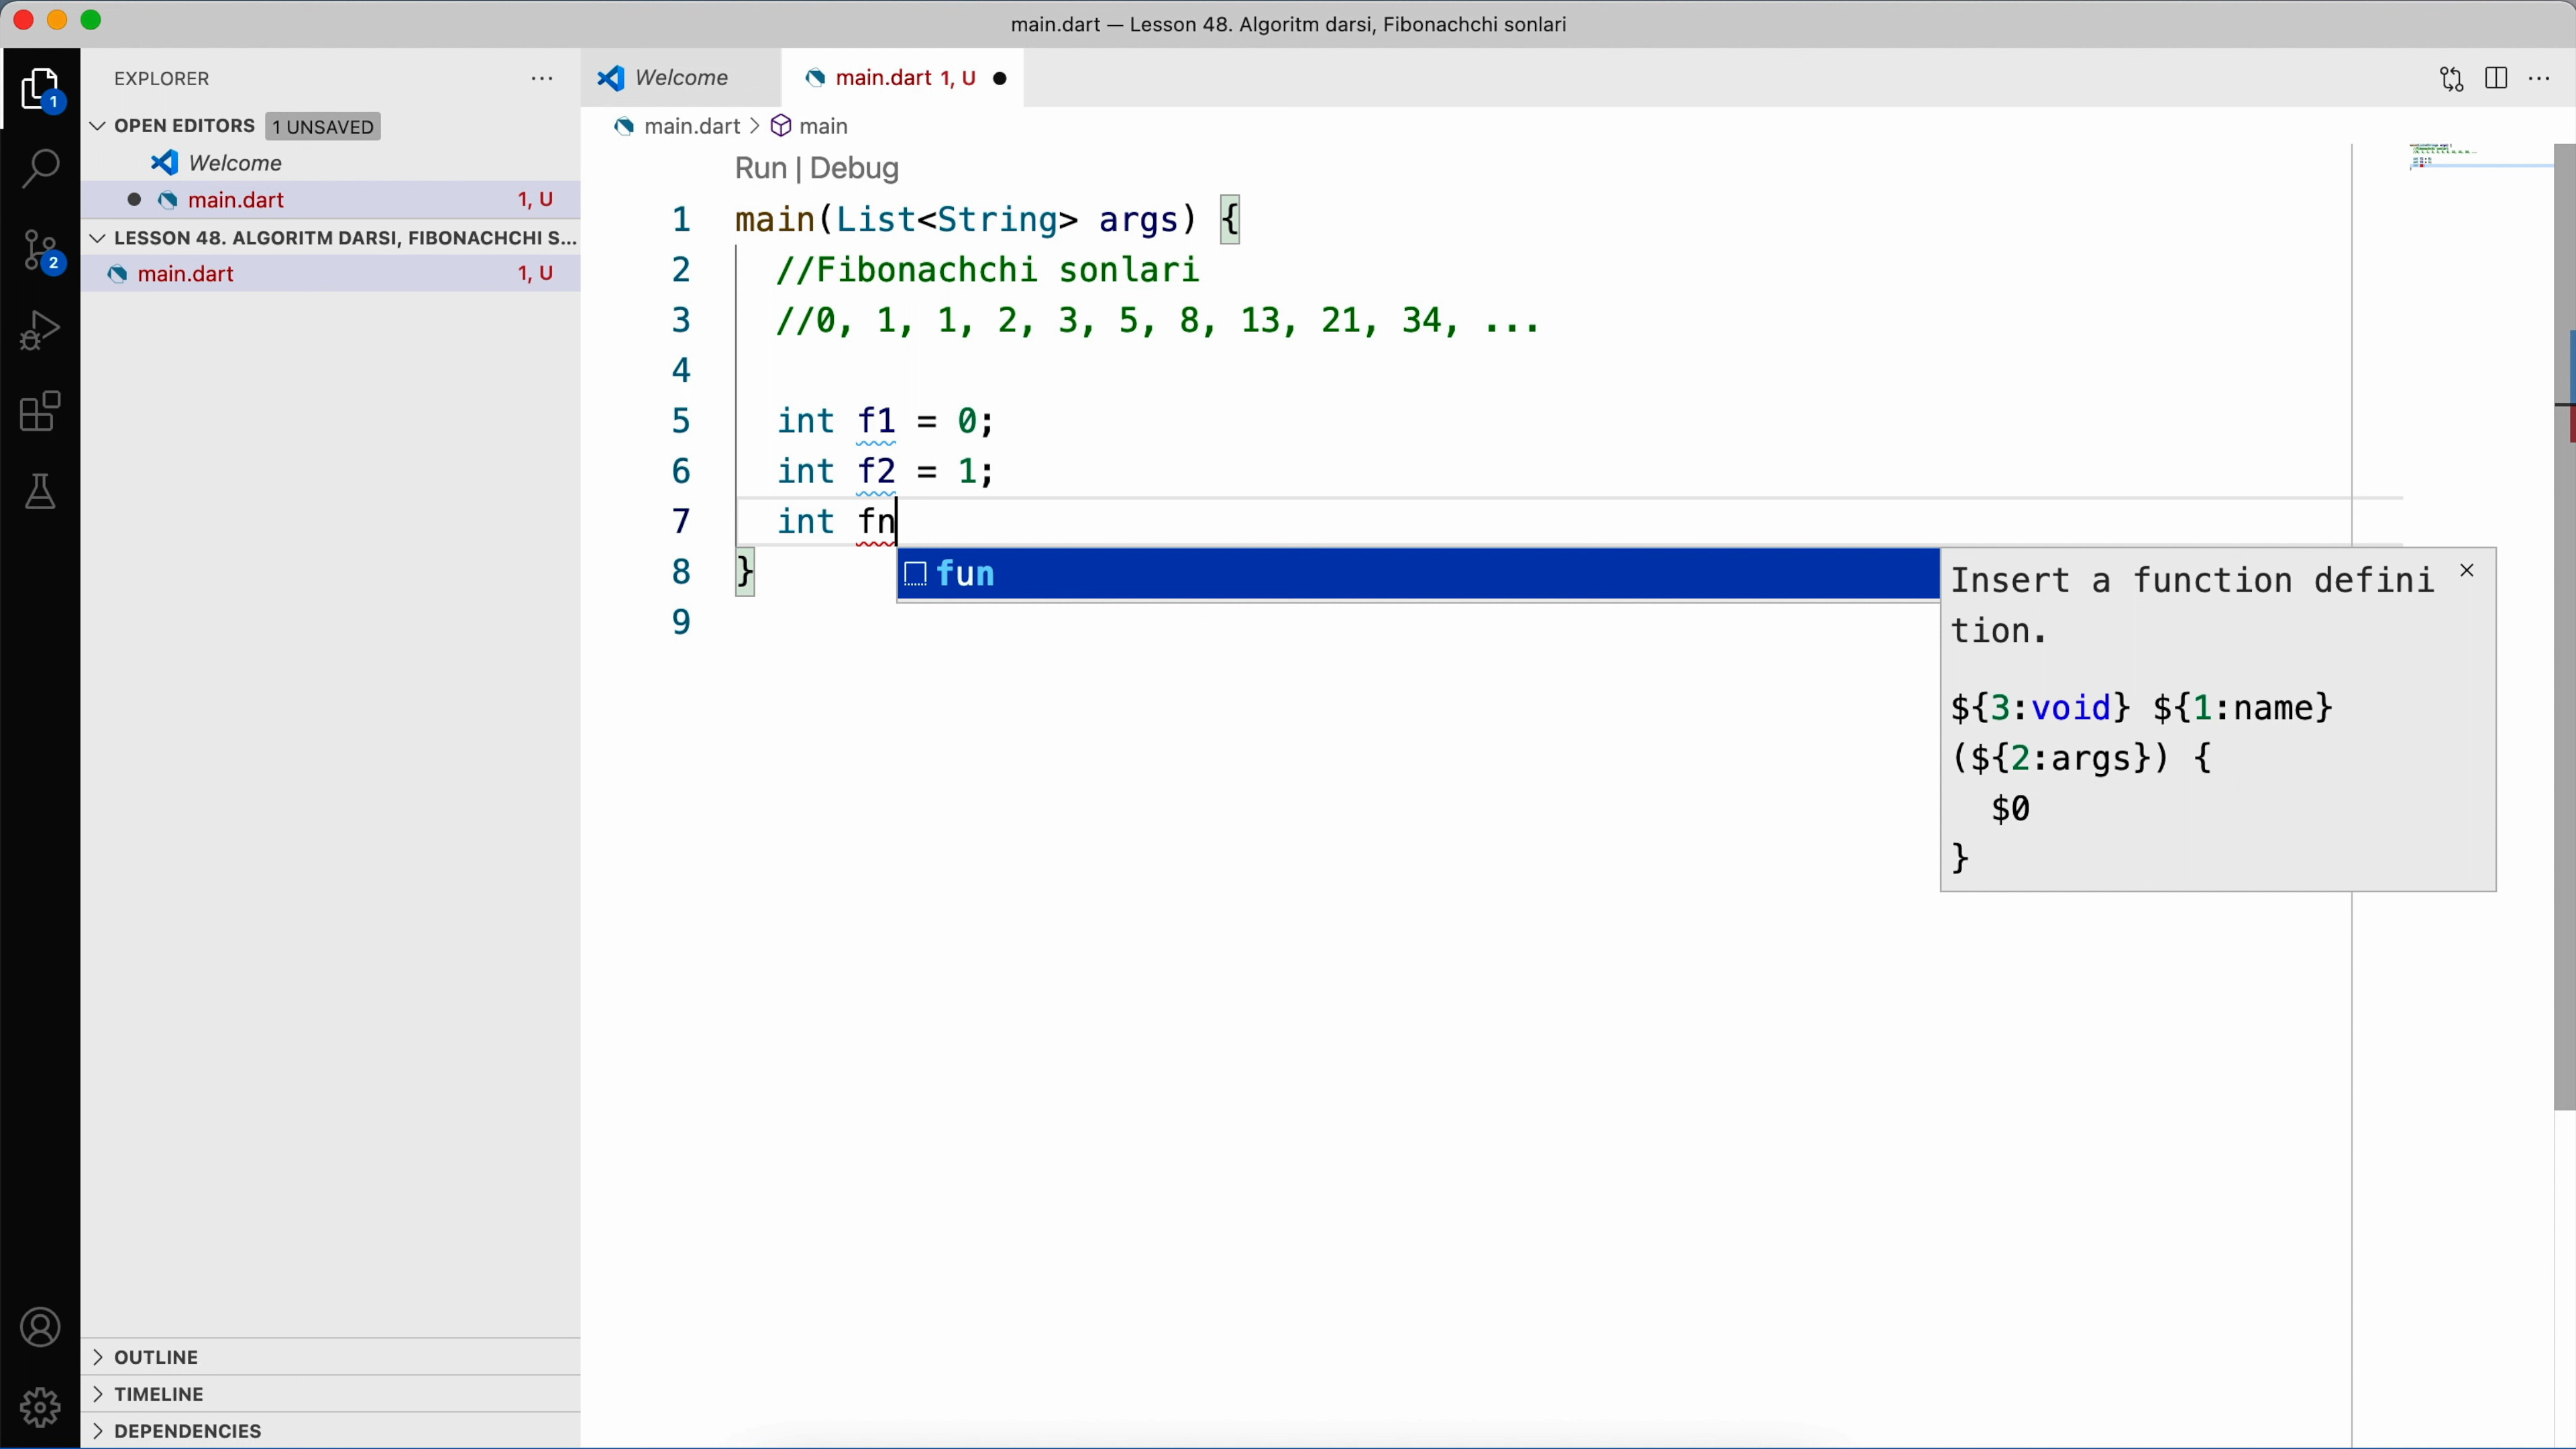 main.dart — Lesson 48. Algoritm darsi, Fibonachchi sonlari
EXPLORER
OPEN EDITORS 1 UNSAVED
Welcome
main.dart 1, U
LESSON 48. ALGORITM DARSI, FIBONACHCHI S...
main.dart 1, U
OUTLINE
TIMELINE
DEPENDENCIES
1
2
Welcome
main.dart 1, U
main.dart > main
Run | Debug
1 main(List<String> args) {
2 //Fibonachchi sonlari
3 //0, 1, 1, 2, 3, 5, 8, 13, 21, 34, ...
4
5 int f1 = 0;
6 int f2 = 1;
7 int fn
8 }
9
fun
Insert a function defini
tion.
${3:void} ${1:name}
(${2:args}) {
$0
}